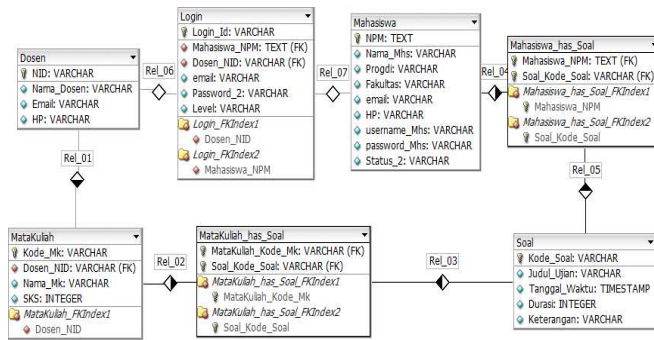 Dosen
NID: VARCHAR
Nama_Dosen: VARCHAR
Email: VARCHAR
HP: VARCHAR
Rel_06
Login
Login_Id: VARCHAR
Mahasiswa_NPM: TEXT (FK)
Dosen_NID: VARCHAR (FK)
email: VARCHAR
Password_2: VARCHAR
Level: VARCHAR
Login_FKIndex1
Dosen_NID
Login_FKIndex2
Mahasiswa_NPM
Rel_07
Mahasiswa
NPM: TEXT
Nama_Mhs: VARCHAR
Progdi: VARCHAR
Fakultas: VARCHAR
email: VARCHAR
HP: VARCHAR
username_Mhs: VARCHAR
password_Mhs: VARCHAR
Status_2: VARCHAR
Rel_04
Mahasiswa_has_Soal
Mahasiswa_NPM: TEXT (FK)
Soal_Kode_Soal: VARCHAR (FK)
Mahasiswa_has_Soal_FKIndex1
Mahasiswa_NPM
Mahasiswa_has_Soal_FKIndex2
Soal_Kode_Soal
Rel_01
Rel_05
MataKuliah
Kode_Mk: VARCHAR
Dosen_NID: VARCHAR (FK)
Nama_Mk: VARCHAR
SKS: INTEGER
MataKuliah_FKIndex1
Dosen_NID
Rel_02
MataKuliah_has_Soal
MataKuliah_Kode_Mk: VARCHAR (FK)
Soal_Kode_Soal: VARCHAR (FK)
MataKuliah_has_Soal_FKIndex1
MataKuliah_Kode_Mk
MataKuliah_has_Soal_FKIndex2
Soal_Kode_Soal
Rel_03
Soal
Kode_Soal: VARCHAR
Judul_Ujian: VARCHAR
Tanggal_Waktu: TIMESTAMP
Durasi: INTEGER
Keterangan: VARCHAR